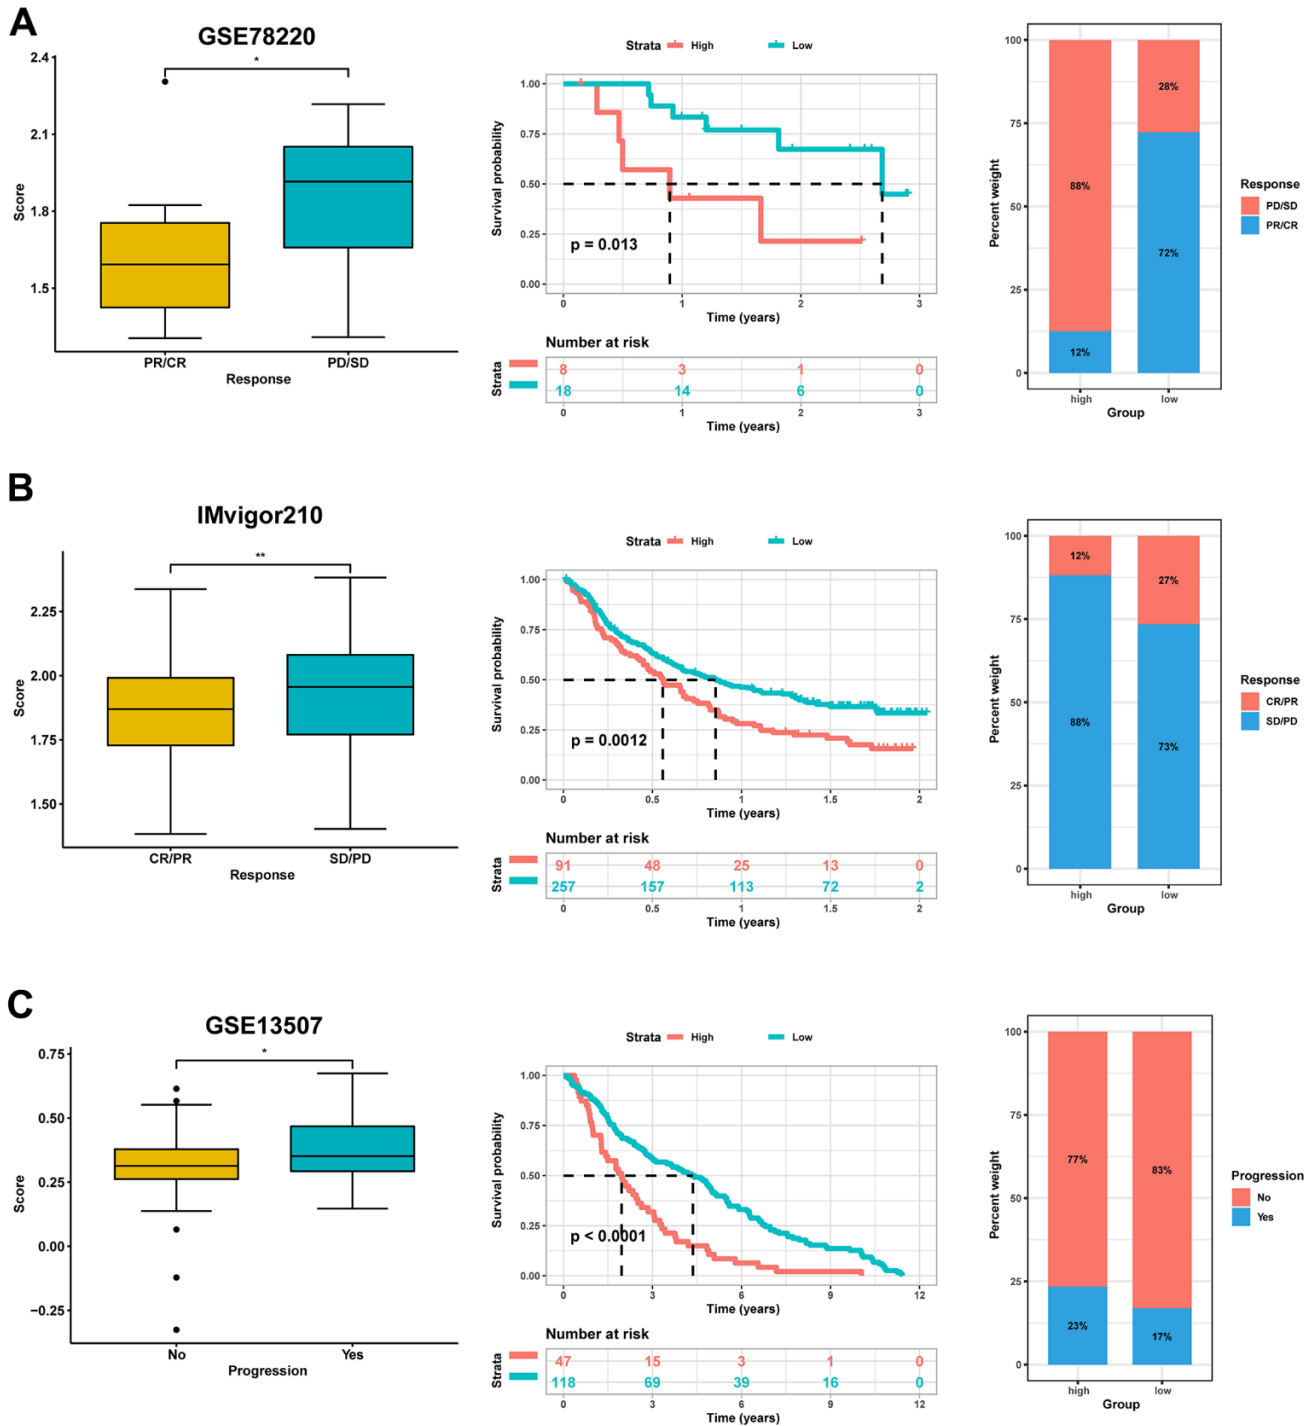 A
GSE78220
2.4
2.1
1.8
1.5
Score
*
PR/CR PD/SD
Response
Strata High Low
1.00
0.75
0.50
0.25
0.00
Survival probability
p = 0.013
0 1 2 3
Time (years)
Number at risk
Strata
8 3 1 0
18 14 6 0
0 1 2 3
Time (years)
100
75
50
25
0
Percent weight
88%
12%
28%
72%
high low
Group
Response
PD/SD
PR/CR
B
IMvigor210
2.25
2.00
1.75
1.50
Score
**
CR/PR SD/PD
Response
Strata High Low
1.00
0.75
0.50
0.25
0.00
Survival probability
p = 0.0012
0 0.5 1 1.5 2
Time (years)
Number at risk
Strata
91 48 25 13 0
257 157 113 72 2
0 0.5 1 1.5 2
Time (years)
100
75
50
25
0
Percent weight
12%
88%
27%
73%
high low
Group
Response
CR/PR
SD/PD
C
GSE13507
0.75
0.50
0.25
0.00
−0.25
Score
*
No Yes
Progression
Strata High Low
1.00
0.75
0.50
0.25
0.00
Survival probability
p < 0.0001
0 3 6 9 12
Time (years)
Number at risk
Strata
47 15 3 1 0
118 69 39 16 0
0 3 6 9 12
Time (years)
100
75
50
25
0
Percent weight
77%
23%
83%
17%
high low
Group
Progression
No
Yes